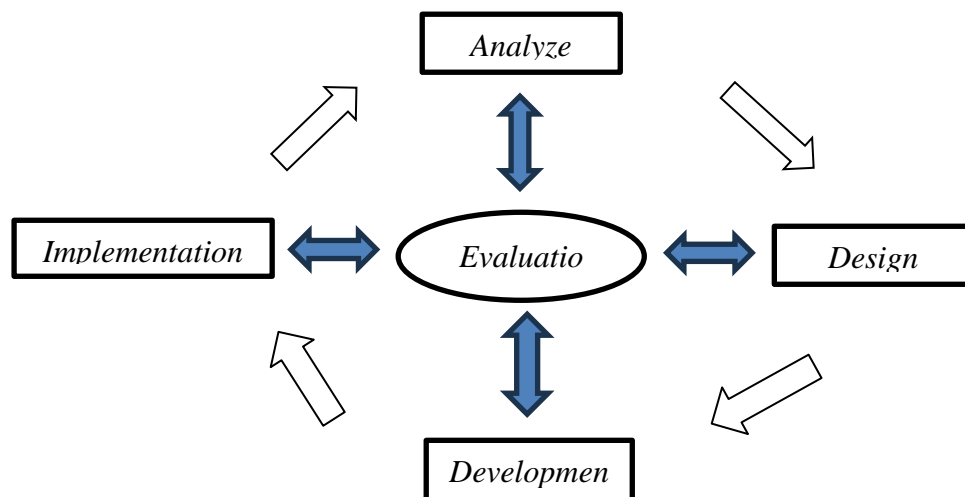 Analyze
Implementation
Evaluatio
Design
Developmen